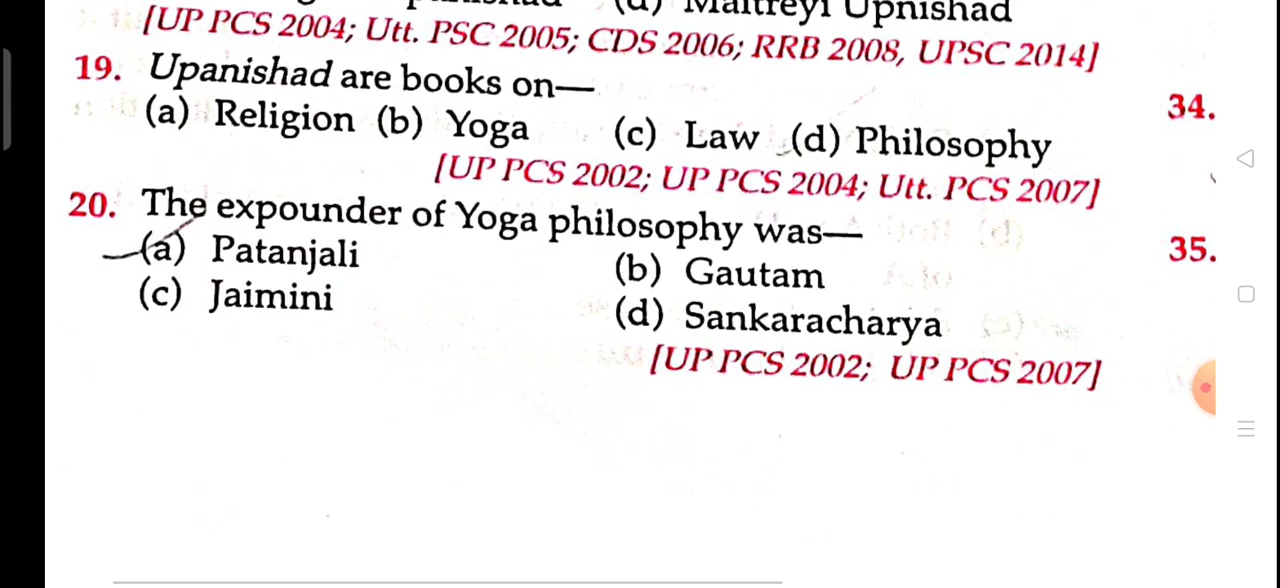 (d) Maitreyi Upnishad
[UP PCS 2004; Utt. PSC 2005; CDS 2006; RRB 2008, UPSC 2014]
19. Upanishad are books on—
(a) Religion (b) Yoga (c) Law (d) Philosophy
[UP PCS 2002; UP PCS 2004; Utt. PCS 2007]
20. The expounder of Yoga philosophy was—
(a) Patanjali (b) Gautam
(c) Jaimini (d) Sankaracharya
[UP PCS 2002; UP PCS 2007]
34.
35.